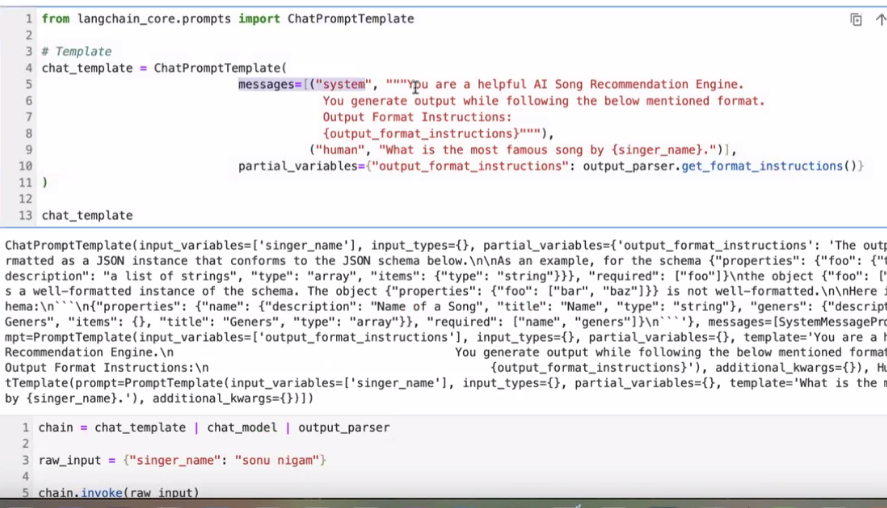 1 from langchain_core.prompts import ChatPromptTemplate
2
3 # Template
4 chat_template = ChatPromptTemplate(
5 messages=[("system", """You are a helpful AI Song Recommendation Engine.
6 You generate output while following the below mentioned format.
7 Output Format Instructions:
8 {output_format_instructions}"""),
9 ("human", "What is the most famous song by {singer_name}.")],
10 partial_variables={"output_format_instructions": output_parser.get_format_instructions()}
11 )
12
13 chat_template
ChatPromptTemplate(input_variables=['singer_name'], input_types={}, partial_variables={'output_format_instructions': 'The outp
rmatted as a JSON instance that conforms to the JSON schema below.\n\nAs an example, for the schema {"properties": {"foo": {"t
description": "a list of strings", "type": "array", "items": {"type": "string"}}}, "required": ["foo"]}\nthe object {"foo": ["
s a well-formatted instance of the schema. The object {"properties": {"foo": ["bar", "baz"]}} is not well-formatted.\n\nHere i
hema:\n```\n{"properties": {"name": {"description": "Name of a Song", "title": "Name", "type": "string"}, "geners": {"descript
Geners", "items": {}, "title": "Geners", "type": "array"}}, "required": ["name", "geners"]}\n```'}, messages=[SystemMessagePro
mpt=PromptTemplate(input_variables=['output_format_instructions'], input_types={}, partial_variables={}, template='You are a h
Recommendation Engine.\n You generate output while following the below mentioned format
Output Format Instructions:\n {output_format_instructions}'), additional_kwargs={}), Hu
tTemplate(prompt=PromptTemplate(input_variables=['singer_name'], input_types={}, partial_variables={}, template='What is the m
by {singer_name}.'), additional_kwargs={})])
1 chain = chat_template | chat_model | output_parser
2
3 raw_input = {"singer_name": "sonu nigam"}
4
5 chain.invoke(raw_input)